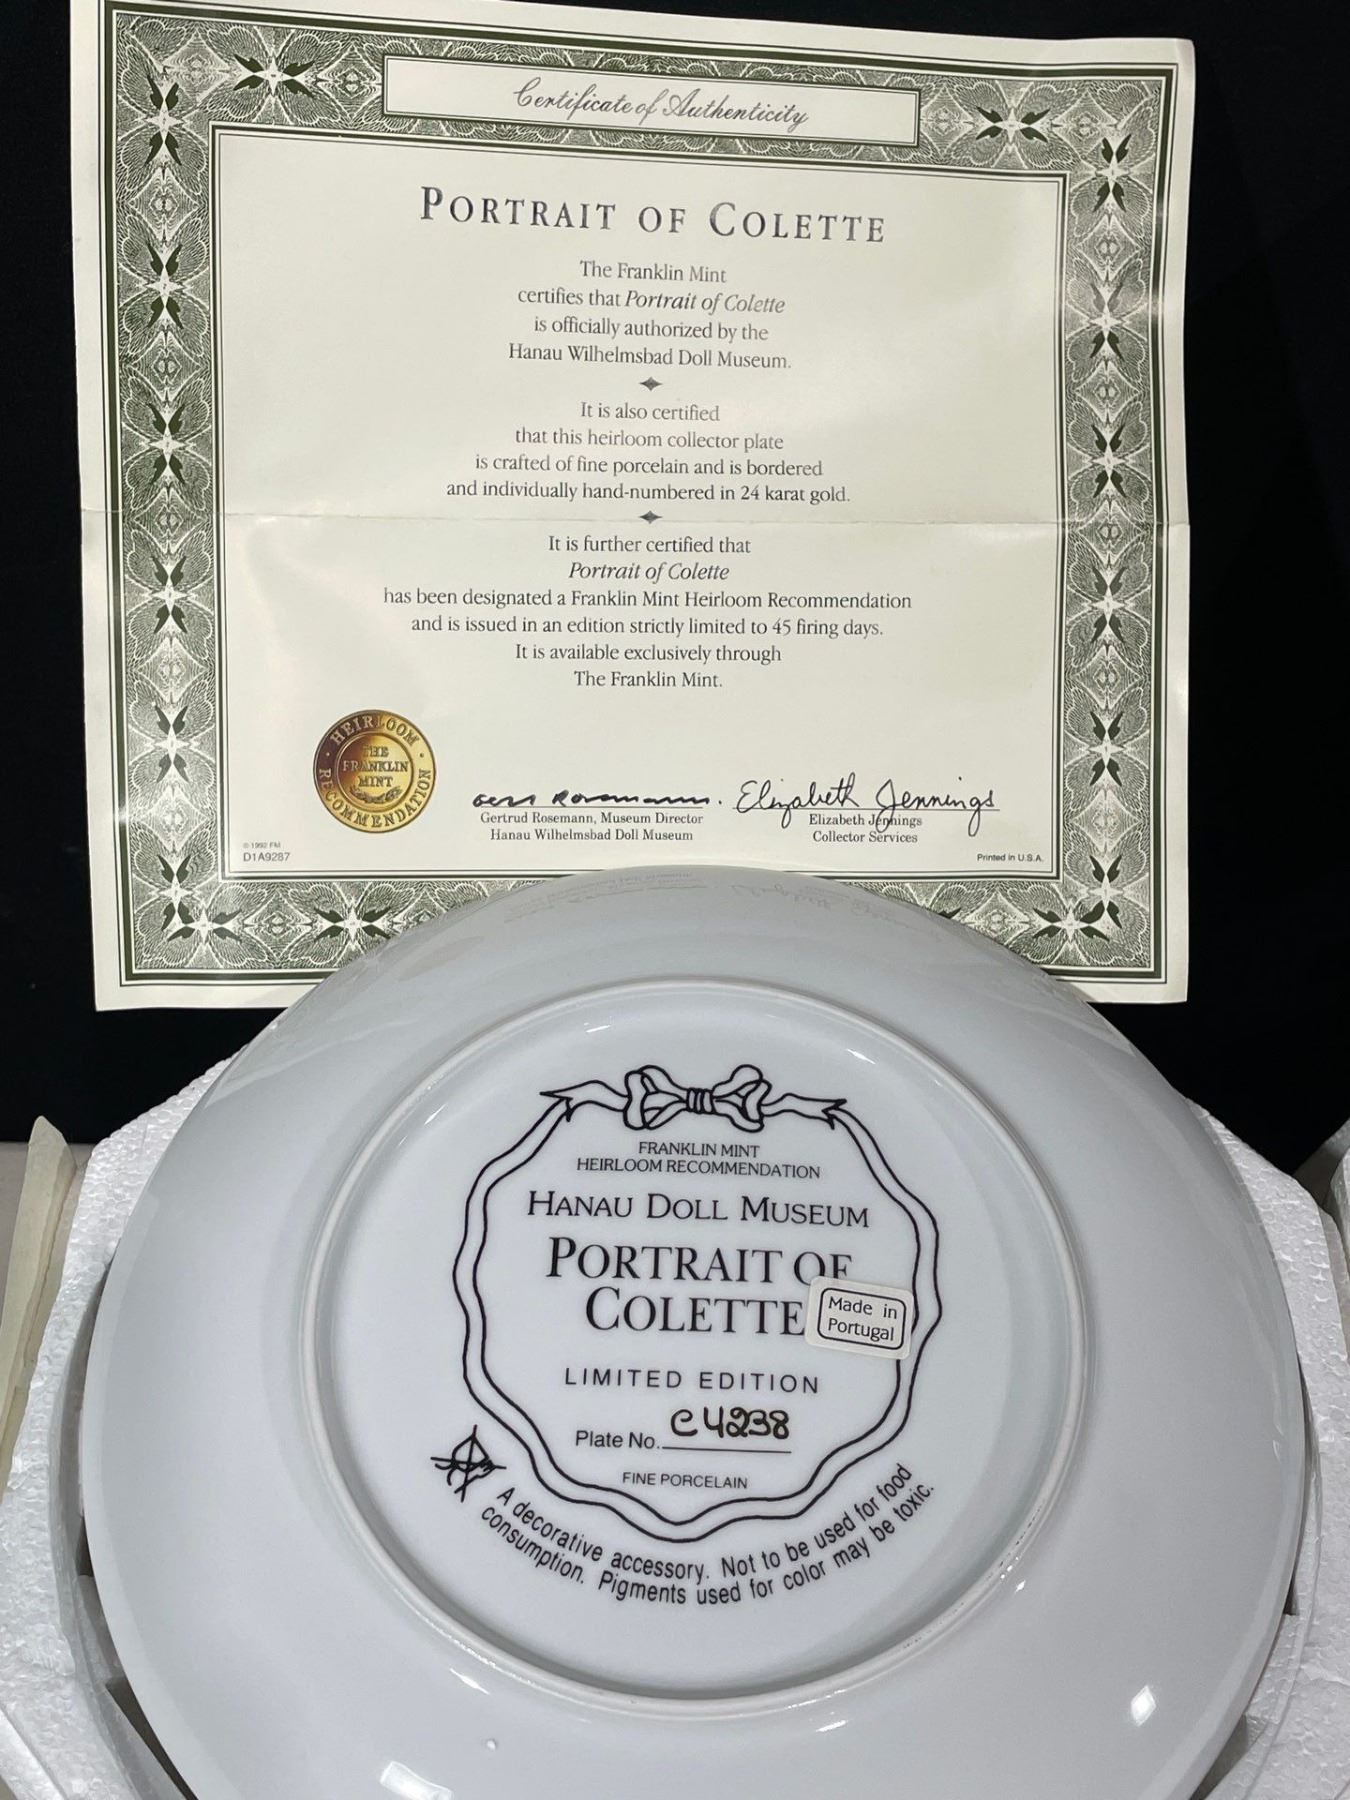 Certificate of Authenticity
PORTRAIT OF COLETTE
The Franklin Mint
certifies that Portrait of Colette
is officially authorized by the
Hanau Wilhelmsbad Doll Museum.
It is also certified
that this heirloom collector plate
is crafted of fine porcelain and is bordered
and individually hand-numbered in 24 karat gold.
It is further certified that
Portrait of Colette
has been designated a Franklin Mint Heirloom Recommendation
and is issued in an edition strictly limited to 45 firing days.
It is available exclusively through
The Franklin Mint.
HEIRLOOM RECOMMENDATION
THE
FRANKLIN
MINT
Elizabeth Jennings
Gertrud Rosemann, Museum Director
Hanau Wilhelmsbad Doll Museum
Elizabeth Jennings
Collector Services
© 1992 FM
D1A9287
Printed in U.S.A.
FRANKLIN MINT
HEIRLOOM RECOMMENDATION
HANAU DOLL MUSEUM
PORTRAIT OF
COLETTE
Made in
Portugal
LIMITED EDITION
Plate No. C4238
FINE PORCELAIN
A decorative accessory. Not to be used for food
consumption. Pigments used for color may be toxic.